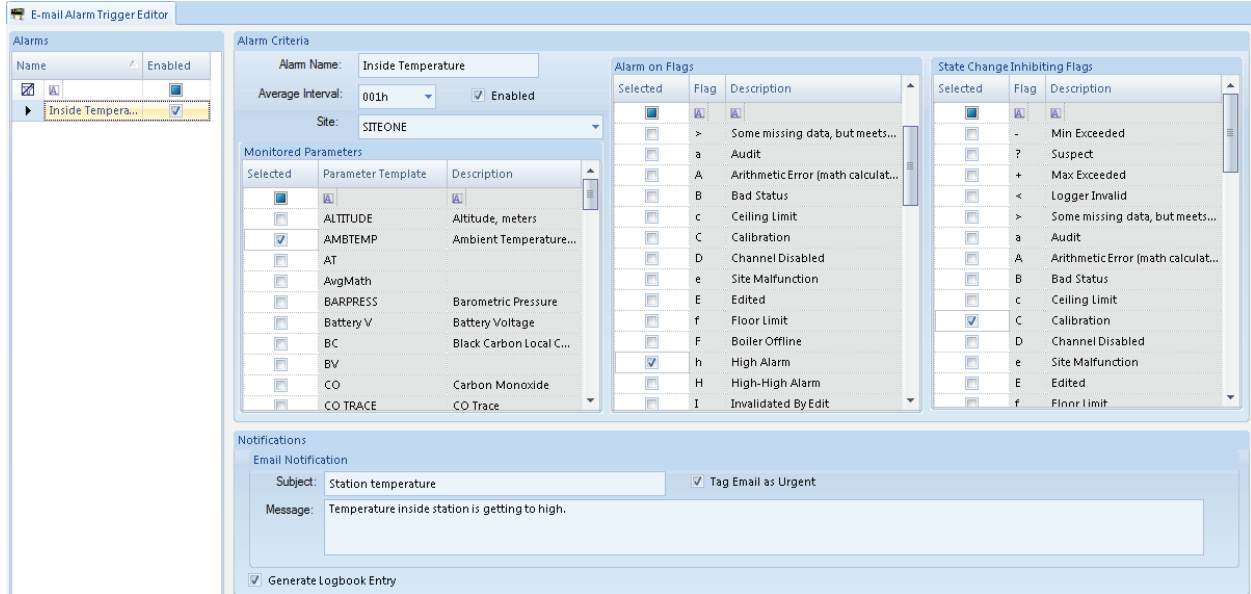 E-mail Alarm Trigger Editor
Alarms
Name Enabled
Inside Tempera...
Alarm Criteria
Alarm Name: Inside Temperature
Average Interval: 001h Enabled
Site: SITEONE
Monitored Parameters
Selected Parameter Template Description
ALTITUDE Altitude, meters
AMBTEMP Ambient Temperature...
AT
AvgMath
BARPRESS Barometric Pressure
Battery V Battery Voltage
BC Black Carbon Local C...
BV
CO Carbon Monoxide
CO TRACE CO Trace
Alarm on Flags
Selected Flag Description
> Some missing data, but meets...
a Audit
A Arithmetic Error (math calculat...
B Bad Status
c Ceiling Limit
C Calibration
D Channel Disabled
e Site Malfunction
E Edited
f Floor Limit
F Boiler Offline
h High Alarm
H High-High Alarm
I Invalidated By Edit
State Change Inhibiting Flags
Selected Flag Description
- Min Exceeded
? Suspect
+ Max Exceeded
< Logger Invalid
> Some missing data, but meets...
a Audit
A Arithmetic Error (math calculat...
B Bad Status
c Ceiling Limit
C Calibration
D Channel Disabled
e Site Malfunction
E Edited
f Floor Limit
Notifications
Email Notification
Subject: Station temperature Tag Email as Urgent
Message: Temperature inside station is getting to high.
Generate Logbook Entry